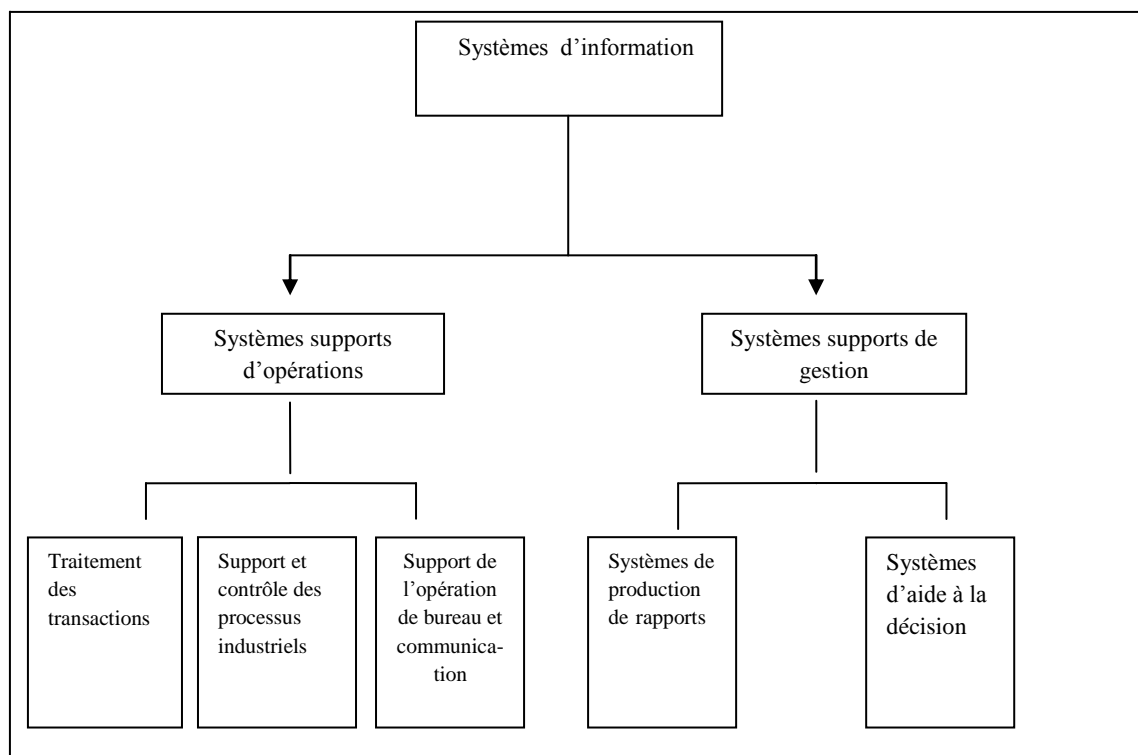 Systèmes d’information
Systèmes supports
d’opérations
Systèmes supports de
gestion
Traitement
des
transactions
Support et
contrôle des
processus
industriels
Support de
l’opération
de bureau et
communica-
tion
Systèmes de
production
de rapports
Systèmes
d’aide à la
décision